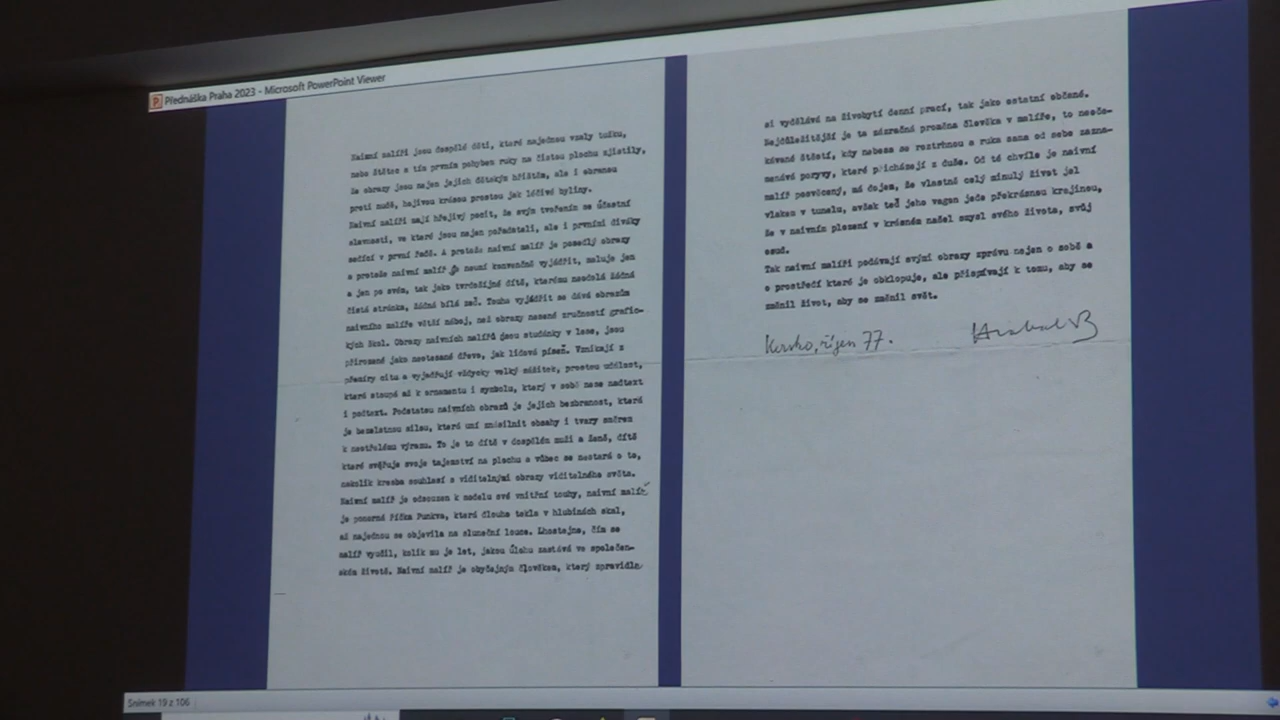 Přednáška Praha 2023 - Microsoft PowerPoint Viewer
Naivní malíři jsou dospělé děti, které najednou vzaly tužku,
nebo štětec a tím prvním pohybem ruky na čistou plochu zjistily,
že obrazy jsou nejen jejich dětským hřištěm, ale i obranou
proti nudě, hojivou krásou prostou jak léčivé byliny.
Naivní malíři mají hřejivý pocit, že svým tvořením se účastní
slavnosti, ve které jsou nejen pořadateli, ale i prvními diváky
sedící v první řadě. A protože naivní malíř je posedlý obrazy
a protože naivní malíř se neumí konvenčně vyjádřit, maluje jen
a jen po svém, tak jako tvrdošíjné dítě, kterému neodolá žádná
čistá stránka, žádná bílá zeď. Touha vyjádřit se dává obrazům
naivního malíře větší náboj, než obrazy nesené zručností grafic-
kých škol. Obrazy naivních malířů jsou studánky v lese, jsou
přirozené jako neotesané dřevo, jak lidová píseň. Vznikají z
přemíry citu a vyjadřují vždycky velký zážitek, prostou událost,
která stoupá až k ornamentu i symbolu, který v sobě nese nadtext
i podtext. Podstatou naivních obrazů je jejich bezbrannost, která
je bezelstnou silou, která umí znásilnit obsahy i tvary směrem
k neotřelému výrazu. To je to dítě v dospělém muži a ženě, dítě
které svěřuje svoje tajemství na plochu a vůbec se nestará o to,
nakolik kresba souhlasí s viditelnými obrazy viditelného světa.
Naivní malíř je odsouzen k modelu své vnitřní touhy, naivní malíř
je ponorná říčka Punkva, která dlouho tekla v hlubinách skal,
až najednou se objevila na sluneční louce. Lhostejno, čím se
malíř vyučil, kolik mu je let, jakou úlohu zastává ve společen-
ském životě. Naivní malíř je obyčejným člověkem, který zpravidla
si vydělává na živobytí denní prací, tak jako ostatní občané.
Nejdůležitější je ta zázračná proměna člověka v malíře, to neoče-
kávané štěstí, kdy nebesa se roztrhnou a ruka sama od sebe zazna-
menává poryvy, které přicházejí z duše. Od té chvíle je naivní
malíř posvěcený, má dojem, že vlastně celý minulý život jel
vlakem v tunelu, avšak teď jeho vagon jede překrásnou krajinou,
že v naivním plození v krásném našel smysl svého života, svůj
osud.
Tak naivní malíři podávají svými obrazy zprávu nejen o sobě a
o prostředí které je obklopuje, ale přispívají k tomu, aby se
změnil život, aby se změnil svět.
Kersko, říjen 77. Hrabal B
Snímek 19 z 106